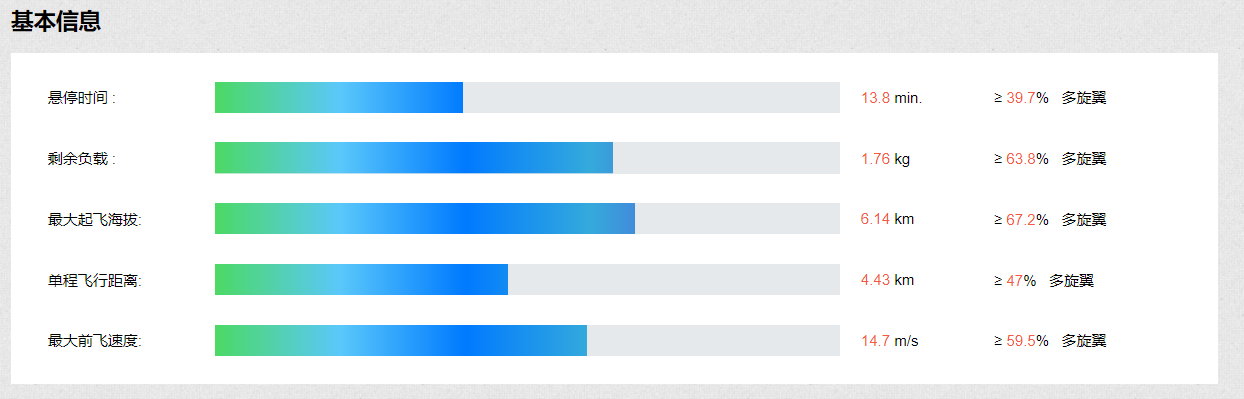 基本信息
悬停时间 : 13.8 min. ≥ 39.7% 多旋翼
剩余负载 : 1.76 kg ≥ 63.8% 多旋翼
最大起飞海拔: 6.14 km ≥ 67.2% 多旋翼
单程飞行距离: 4.43 km ≥ 47% 多旋翼
最大前飞速度: 14.7 m/s ≥ 59.5% 多旋翼